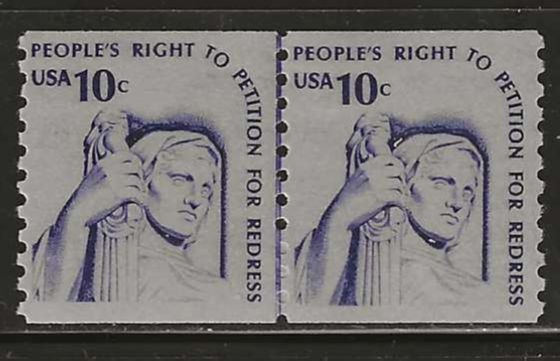 PEOPLE'S RIGHT TO PETITION FOR REDRESS
USA 10c
PEOPLE'S RIGHT TO PETITION FOR REDRESS
USA 10c